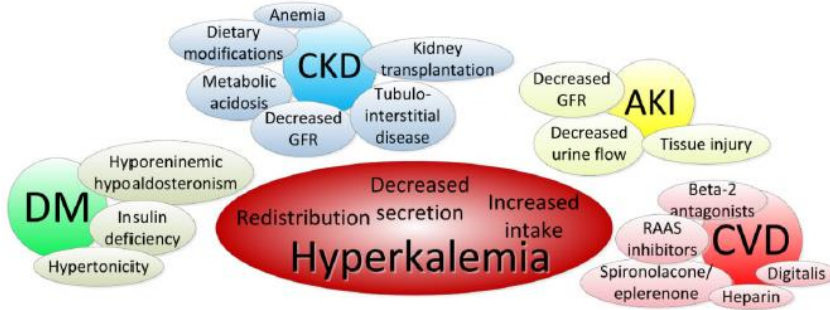 Anemia
Dietary
modifications
CKD
Kidney
transplantation
Metabolic
acidosis
Tubulo-
interstitial
disease
Decreased
GFR
Decreased
GFR
AKI
Decreased
urine flow
Tissue injury
Hyporeninemic
hypoaldosteronism
DM
Insulin
deficiency
Hypertonicity
Redistribution
Decreased
secretion
Increased
intake
Hyperkalemia
Beta-2
antagonists
RAAS
inhibitors
CVD
Spironolacone/
eplerenone
Digitalis
Heparin